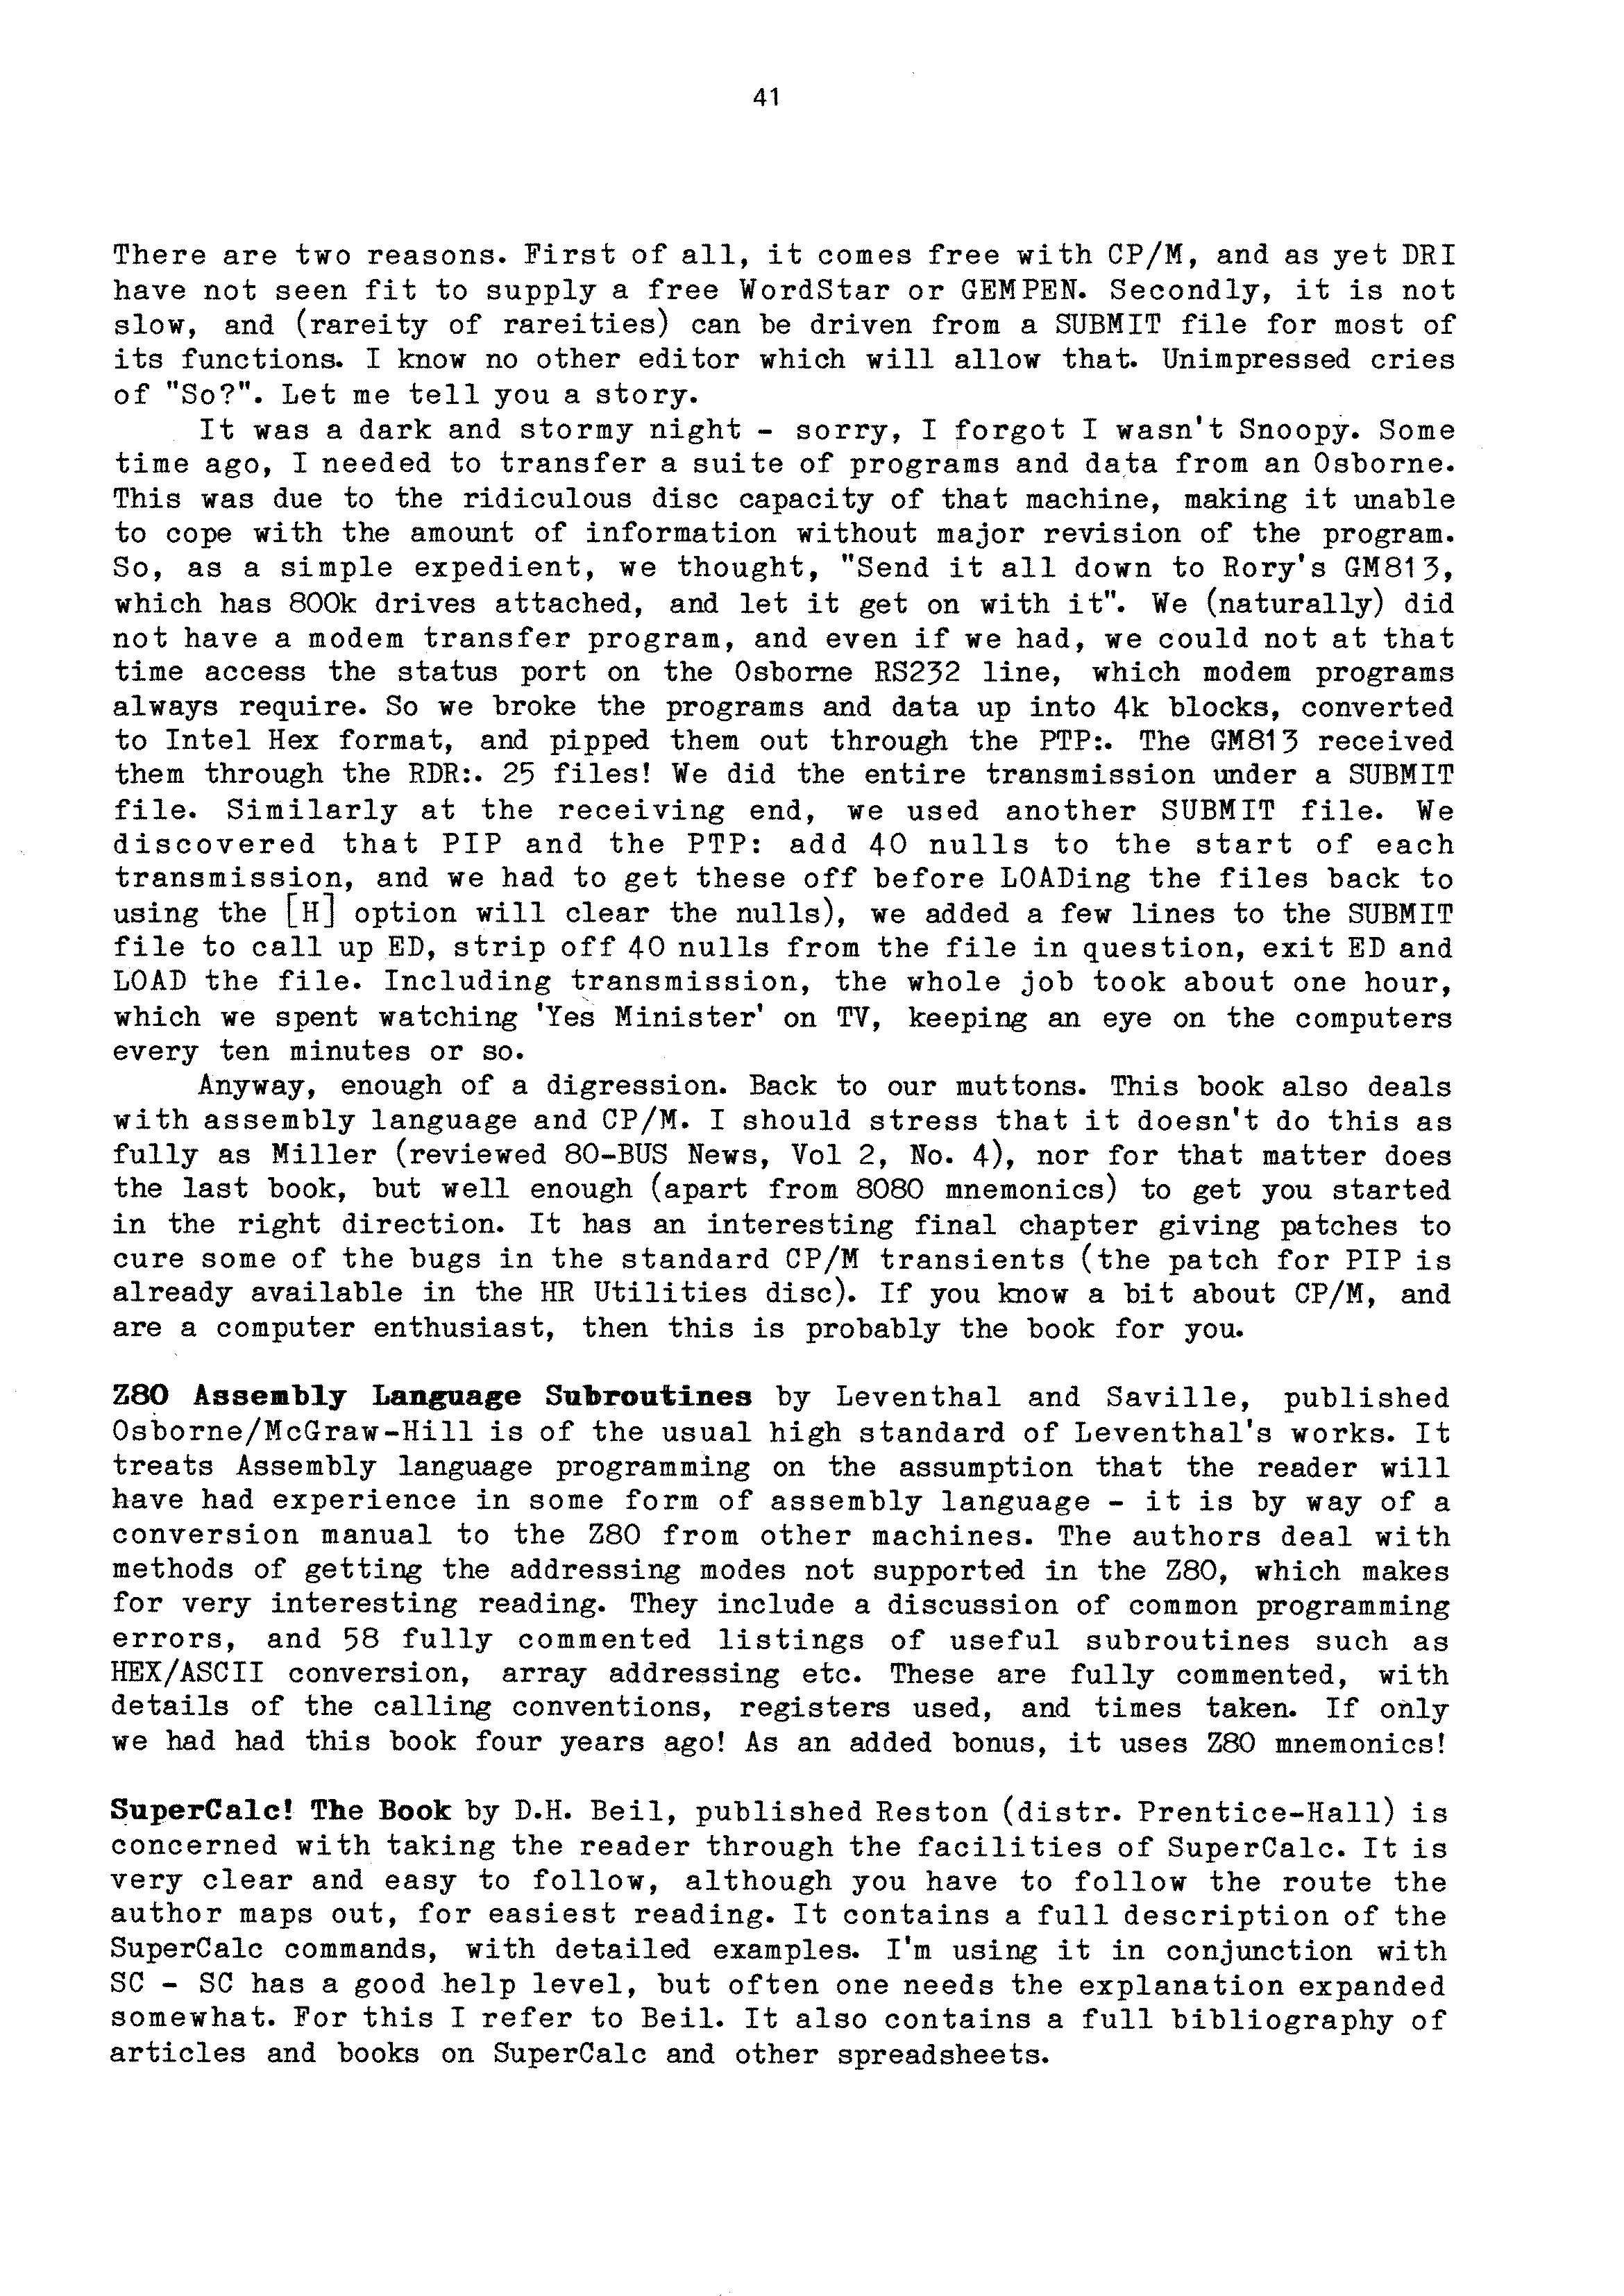 41
There are two reasons. First of all, it comes free with CP/M, and as yet DRI
have not seen fit to supply a free WordStar or GEMPEN. Secondly, it is not
slow, and (rareity of rareities) can be driven from a SUBMIT file for most of
its functions. I know no other editor which will allow that. Unimpressed cries
of "So?". Let me tell you a story.
It was a dark and stormy night - sorry, I forgot I wasn't Snoopy. Some
time ago, I needed to transfer a suite of programs and data from an Osborne.
This was due to the ridiculous disc capacity of that machine, making it unable
to cope with the amount of information without major revision of the program.
So, as a simple expedient, we thought, "Send it all down to Rory's GM813,
which has 800k drives attached, and let it get on with it". We (naturally) did
not have a modem transfer program, and even if we had, we could not at that
time access the status port on the Osborne RS232 line, which modem programs
always require. So we broke the programs and data up into 4k blocks, converted
to Intel Hex format, and pipped them out through the PTP:. The GM813 received
them through the RDR:. 25 files! We did the entire transmission under a SUBMIT
file. Similarly at the receiving end, we used another SUBMIT file. We
discovered that PIP and the PTP: add 40 nulls to the start of each
transmission, and we had to get these off before LOADing the files back to
using the [H] option will clear the nulls), we added a few lines to the SUBMIT
file to call up ED, strip off 40 nulls from the file in question, exit ED and
LOAD the file. Including transmission, the whole job took about one hour,
which we spent watching 'Yes Minister' on TV, keeping an eye on the computers
every ten minutes or so.
Anyway, enough of a digression. Back to our muttons. This book also deals
with assembly language and CP/M. I should stress that it doesn't do this as
fully as Miller (reviewed 80-BUS News, Vol 2, No. 4), nor for that matter does
the last book, but well enough (apart from 8080 mnemonics) to get you started
in the right direction. It has an interesting final chapter giving patches to
cure some of the bugs in the standard CP/M transients (the patch for PIP is
already available in the HR Utilities disc). If you know a bit about CP/M, and
are a computer enthusiast, then this is probably the book for you.
Z80 Assembly Language Subroutines by Leventhal and Saville, published
Osborne/McGraw-Hill is of the usual high standard of Leventhal's works. It
treats Assembly language programming on the assumption that the reader will
have had experience in some form of assembly language - it is by way of a
conversion manual to the Z80 from other machines. The authors deal with
methods of getting the addressing modes not supported in the Z80, which makes
for very interesting reading. They include a discussion of common programming
errors, and 58 fully commented listings of useful subroutines such as
HEX/ASCII conversion, array addressing etc. These are fully commented, with
details of the calling conventions, registers used, and times taken. If only
we had had this book four years ago! As an added bonus, it uses Z80 mnemonics!
SuperCalc! The Book by D.H. Beil, published Reston (distr. Prentice-Hall) is
concerned with taking the reader through the facilities of SuperCalc. It is
very clear and easy to follow, although you have to follow the route the
author maps out, for easiest reading. It contains a full description of the
SuperCalc commands, with detailed examples. I'm using it in conjunction with
SC - SC has a good help level, but often one needs the explanation expanded
somewhat. For this I refer to Beil. It also contains a full bibliography of
articles and books on SuperCalc and other spreadsheets.